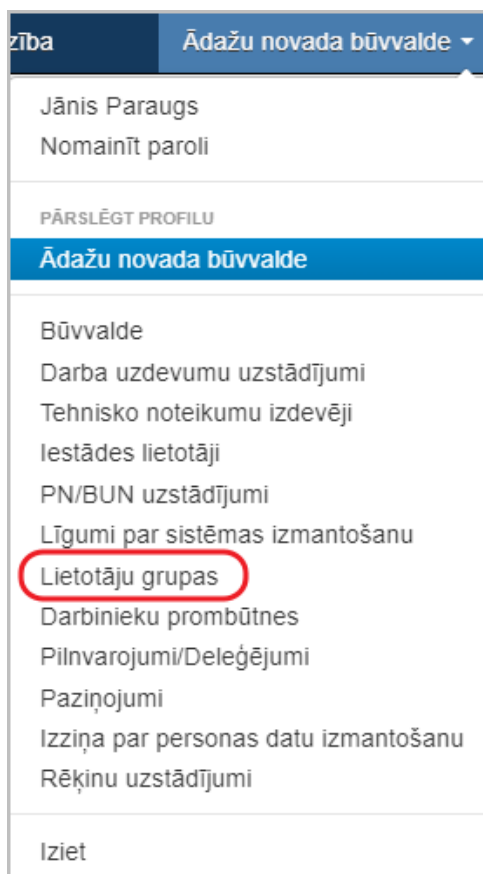 zība Ādažu novada būvvalde
Jānis Paraugs
Nomainīt paroli
PĀRSLĒGT PROFILU
Ādažu novada būvvalde
Būvvalde
Darba uzdevumu uzstādījumi
Tehnisko noteikumu izdevēji
Iestādes lietotāji
PN/BUN uzstādījumi
Līgumi par sistēmas izmantošanu
Lietotāju grupas
Darbinieku prombūtnes
Pilnvarojumi/Deleģējumi
Paziņojumi
Izziņa par personas datu izmantošanu
Rēķinu uzstādījumi
Iziet